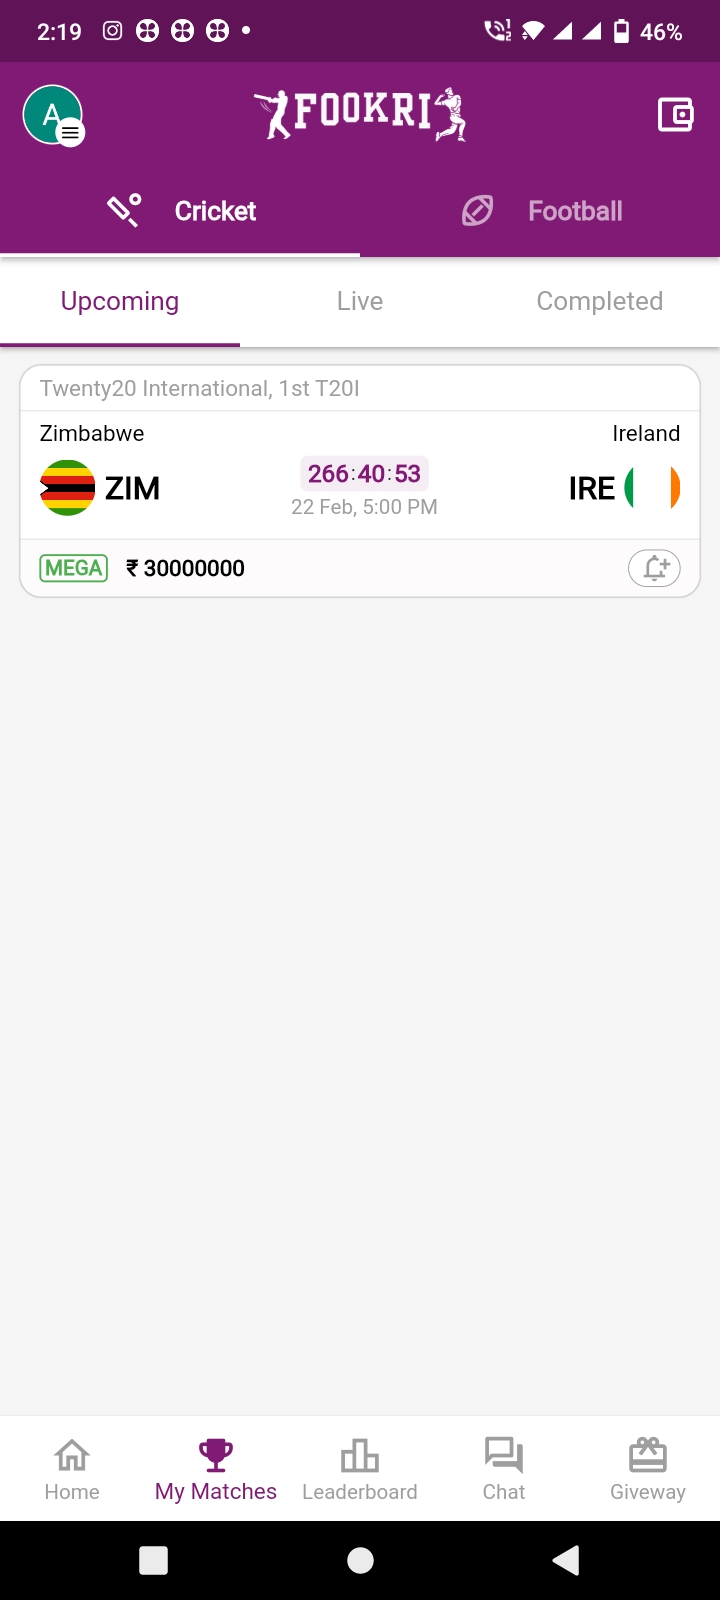 2:19 46%
A FOOKRI
Cricket Football
Upcoming Live Completed
Twenty20 International, 1st T20I
Zimbabwe Ireland
ZIM 266:40:53 IRE
22 Feb, 5:00 PM
MEGA ₹ 30000000
Home My Matches Leaderboard Chat Giveway